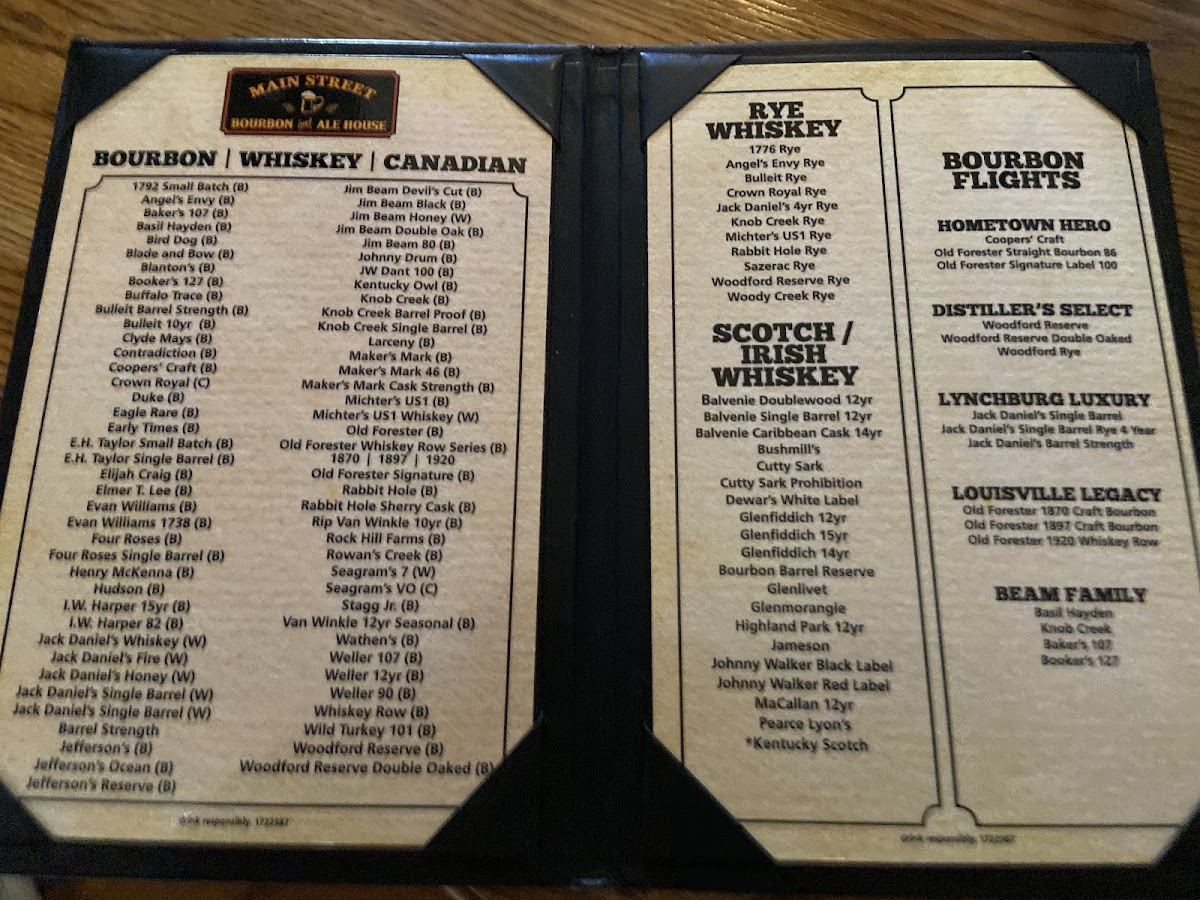 MAIN STREET
BOURBON and ALE HOUSE
BOURBON | WHISKEY | CANADIAN
1792 Small Batch (B)
Angel's Envy (B)
Baker's 107 (B)
Basil Hayden (B)
Bird Dog (B)
Blade and Bow (B)
Blanton's (B)
Booker's 127 (B)
Buffalo Trace (B)
Bulleit Barrel Strength (B)
Bulleit 10yr (B)
Clyde Mays (B)
Contradiction (B)
Coopers' Craft (B)
Crown Royal (C)
Duke (B)
Eagle Rare (B)
Early Times (B)
E.H. Taylor Small Batch (B)
E.H. Taylor Single Barrel (B)
Elijah Craig (B)
Elmer T. Lee (B)
Evan Williams (B)
Evan Williams 1738 (B)
Four Roses (B)
Four Roses Single Barrel (B)
Henry McKenna (B)
Hudson (B)
I.W. Harper 15yr (B)
I.W. Harper 82 (B)
Jack Daniel's Whiskey (W)
Jack Daniel's Fire (W)
Jack Daniel's Honey (W)
Jack Daniel's Single Barrel (W)
Jack Daniel's Single Barrel (W)
Barrel Strength
Jefferson's (B)
Jefferson's Ocean (B)
Jefferson's Reserve (B)
Jim Beam Devil's Cut (B)
Jim Beam Black (B)
Jim Beam Honey (W)
Jim Beam Double Oak (B)
Jim Beam 80 (B)
Johnny Drum (B)
JW Dant 100 (B)
Kentucky Owl (B)
Knob Creek (B)
Knob Creek Barrel Proof (B)
Knob Creek Single Barrel (B)
Larceny (B)
Maker's Mark (B)
Maker's Mark 46 (B)
Maker's Mark Cask Strength (B)
Michter's US1 (B)
Michter's US1 Whiskey (W)
Old Forester (B)
Old Forester Whiskey Row Series (B)
1870 | 1897 | 1920
Old Forester Signature (B)
Rabbit Hole (B)
Rabbit Hole Sherry Cask (B)
Rip Van Winkle 10yr (B)
Rock Hill Farms (B)
Rowan's Creek (B)
Seagram's 7 (W)
Seagram's VO (C)
Stagg Jr. (B)
Van Winkle 12yr Seasonal (B)
Wathen's (B)
Weller 107 (B)
Weller 12yr (B)
Weller 90 (B)
Whiskey Row (B)
Wild Turkey 101 (B)
Woodford Reserve (B)
Woodford Reserve Double Oaked (B)
drink responsibly. 1722587
RYE
WHISKEY
1776 Rye
Angel's Envy Rye
Bulleit Rye
Crown Royal Rye
Jack Daniel's 4yr Rye
Knob Creek Rye
Michter's US1 Rye
Rabbit Hole Rye
Sazerac Rye
Woodford Reserve Rye
Woody Creek Rye
SCOTCH /
IRISH
WHISKEY
Balvenie Doublewood 12yr
Balvenie Single Barrel 12yr
Balvenie Caribbean Cask 14yr
Bushmill's
Cutty Sark
Cutty Sark Prohibition
Dewar's White Label
Glenfiddich 12yr
Glenfiddich 15yr
Glenfiddich 14yr
Bourbon Barrel Reserve
Glenlivet
Glenmorangie
Highland Park 12yr
Jameson
Johnny Walker Black Label
Johnny Walker Red Label
MaCallan 12yr
Pearce Lyon's
*Kentucky Scotch
BOURBON
FLIGHTS
HOMETOWN HERO
Coopers' Craft
Old Forester Straight Bourbon 86
Old Forester Signature Label 100
DISTILLER'S SELECT
Woodford Reserve
Woodford Reserve Double Oaked
Woodford Rye
LYNCHBURG LUXURY
Jack Daniel's Single Barrel
Jack Daniel's Single Barrel Rye 4 Year
Jack Daniel's Barrel Strength
LOUISVILLE LEGACY
Old Forester 1870 Craft Bourbon
Old Forester 1897 Craft Bourbon
Old Forester 1920 Whiskey Row
BEAM FAMILY
Basil Hayden
Knob Creek
Baker's 107
Booker's 127
drink responsibly. 1722587